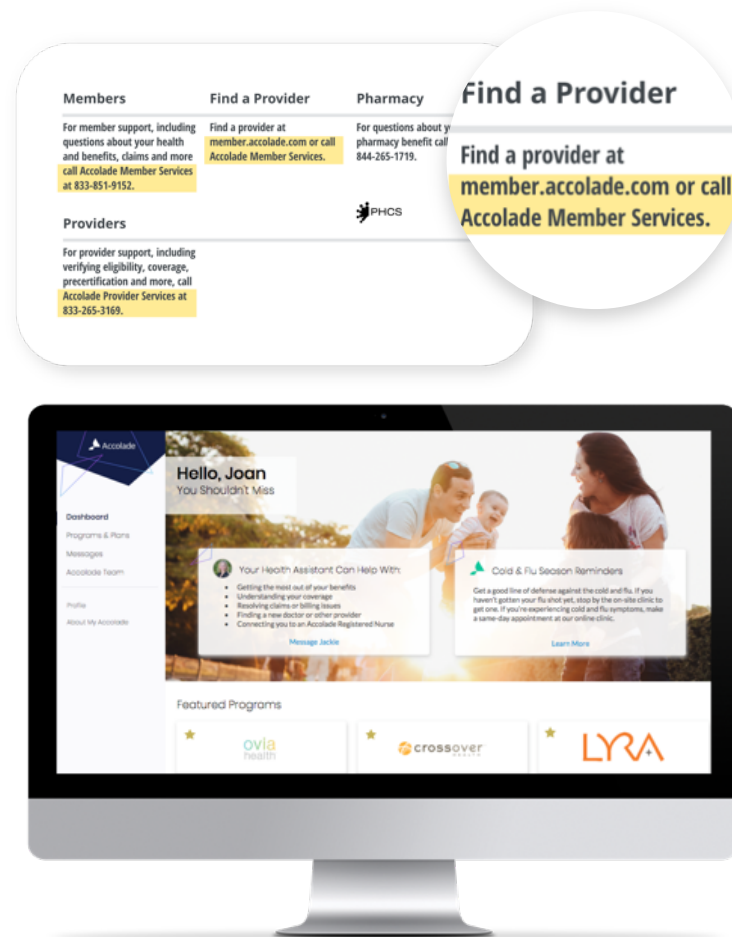 Members
For member support, including
questions about your health
and benefits, claims and more
call Accolade Member Services
at 833-851-9152.
Find a Provider
Find a provider at
member.accolade.com or call
Accolade Member Services.
Pharmacy
For questions about
pharmacy benefit call
844-265-1719.
PHCS
Providers
For provider support, including
verifying eligibility, coverage,
precertification and more, call
Accolade Provider Services at
833-265-3169.
Find a Provider
Find a provider at
member.accolade.com or call
Accolade Member Services.
Accolade
Dashboard
Programs & Plans
Messages
Accolade Team
Profile
About My Accolade
Hello, Joan
You Shouldn't Miss
Your Health Assistant Can Help With:
Getting the most out of your benefits
Understanding your coverage
Resolving claims or billing issues
Finding a new doctor or other provider
Connecting you to an Accolade Registered Nurse
Message Jackie
Cold & Flu Season Reminders
Get a good line of defense against the cold and flu. If you
haven't gotten your flu shot yet, stop by the on-site clinic to
get one. If you're experiencing cold and flu symptoms, make
a same-day appointment at our online clinic.
Learn More
Featured Programs
ovia
health
crossover
HEALTH
LYRA